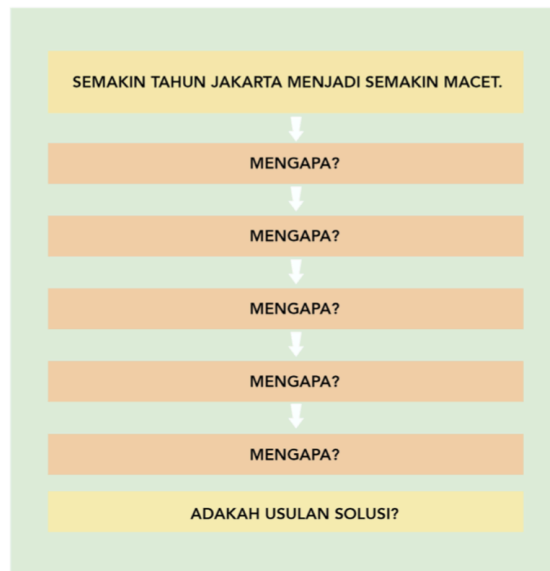 SEMAKIN TAHUN JAKARTA MENJADI SEMAKIN MACET.
MENGAPA?
MENGAPA?
MENGAPA?
MENGAPA?
MENGAPA?
ADAKAH USULAN SOLUSI?